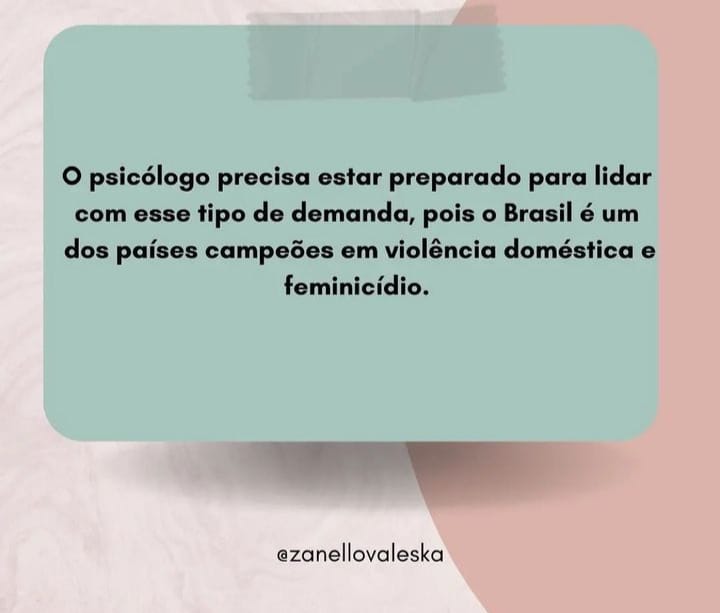 O psicólogo precisa estar preparado para lidar
com esse tipo de demanda, pois o Brasil é um
dos países campeões em violência doméstica e
feminicídio.
@zanellovaleska